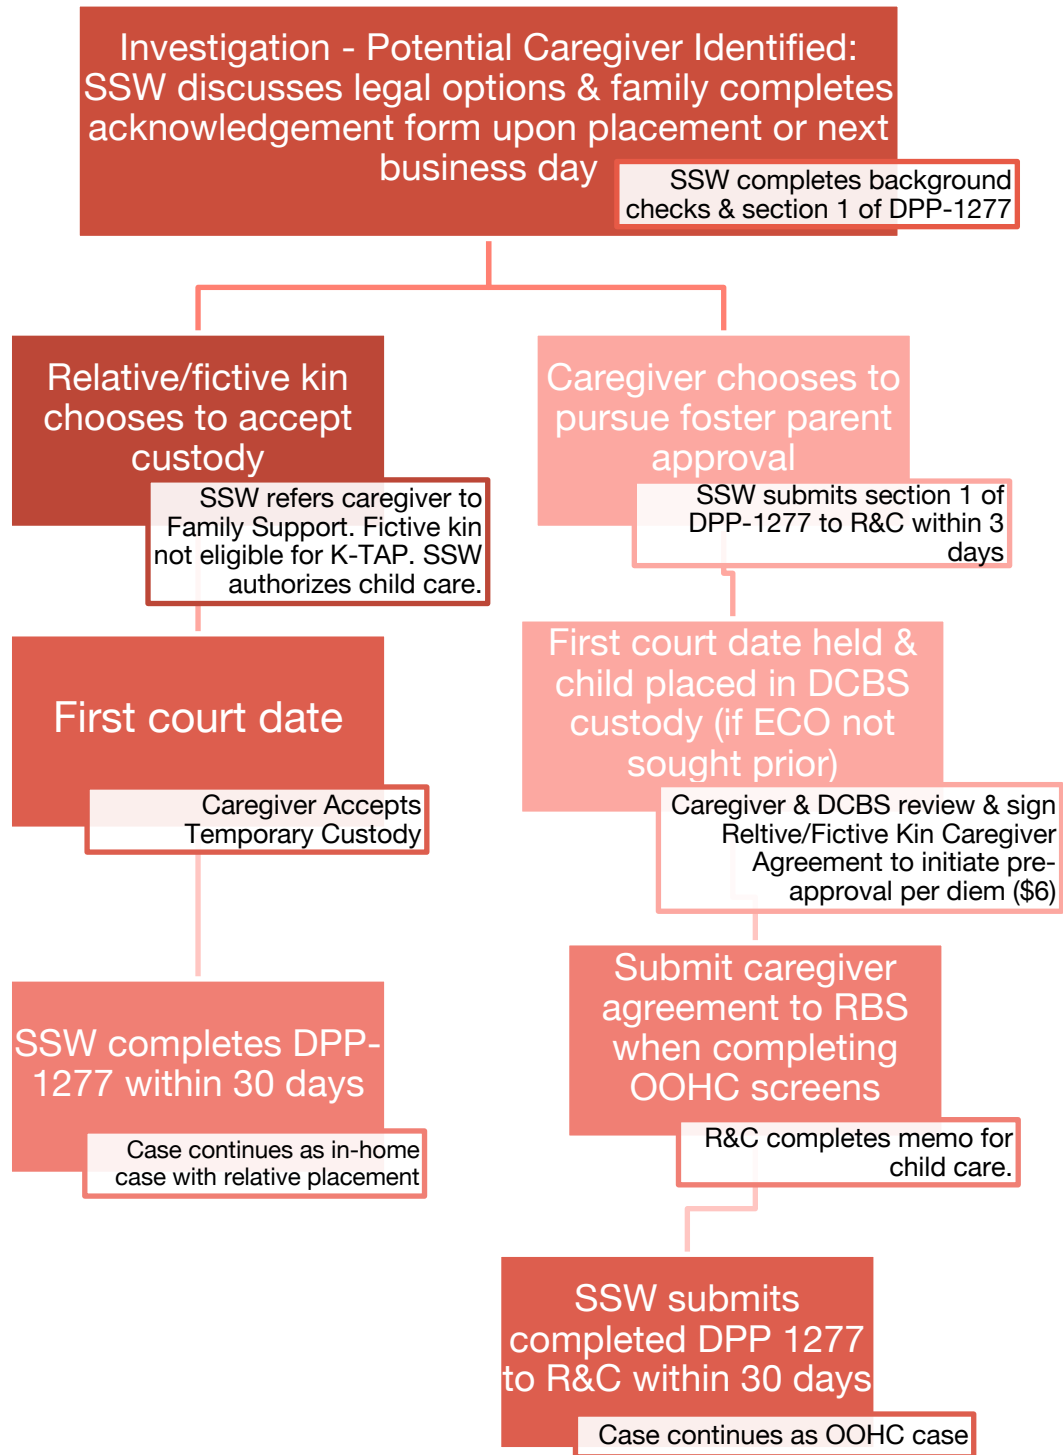 Investigation - Potential Caregiver Identified:
SSW discusses legal options & family completes
acknowledgement form upon placement or next
business day
SSW completes background
checks & section 1 of DPP-1277
Relative/fictive kin
chooses to accept
custody
SSW refers caregiver to
Family Support. Fictive kin
not eligible for K-TAP. SSW
authorizes child care.
First court date
Caregiver Accepts
Temporary Custody
SSW completes DPP-
1277 within 30 days
Case continues as in-home
case with relative placement
Caregiver chooses to
pursue foster parent
approval
SSW submits section 1 of
DPP-1277 to R&C within 3
days
First court date held &
child placed in DCBS
custody (if ECO not
sought prior)
Caregiver & DCBS review & sign
Reltive/Fictive Kin Caregiver
Agreement to initiate pre-
approval per diem ($6)
Submit caregiver
agreement to RBS
when completing
OOHC screens
R&C completes memo for
child care.
SSW submits
completed DPP 1277
to R&C within 30 days
Case continues as OOHC case